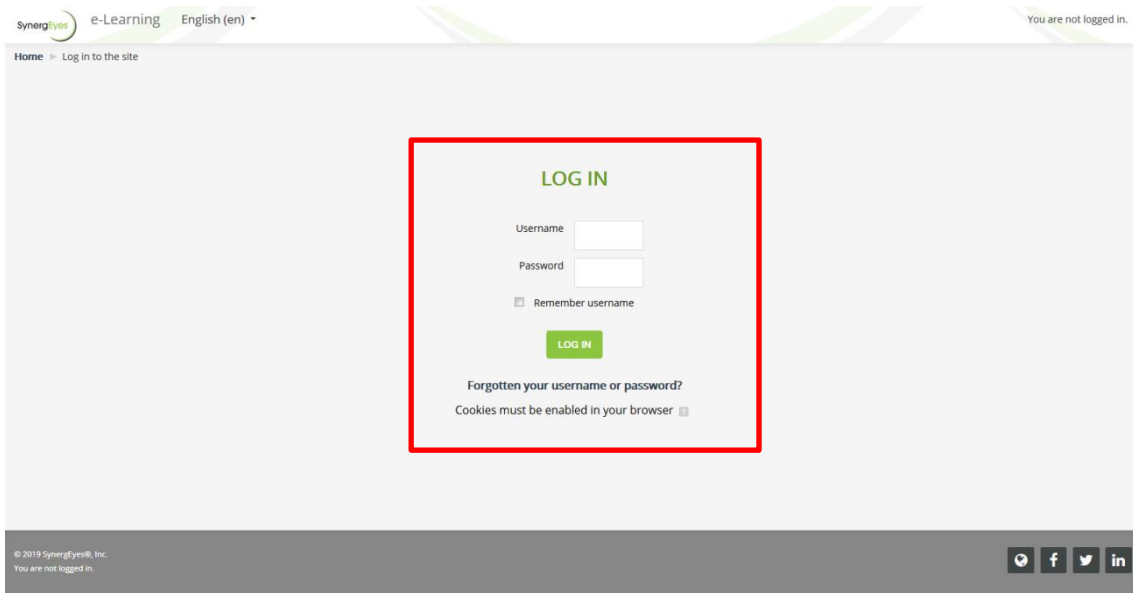 SynergEyes e-Learning English (en) You are not logged in.
Home Log in to the site
LOG IN
Username
Password
Remember username
LOG IN
Forgotten your username or password?
Cookies must be enabled in your browser ?
© 2019 SynergEyes®, Inc.
You are not logged in.
f in